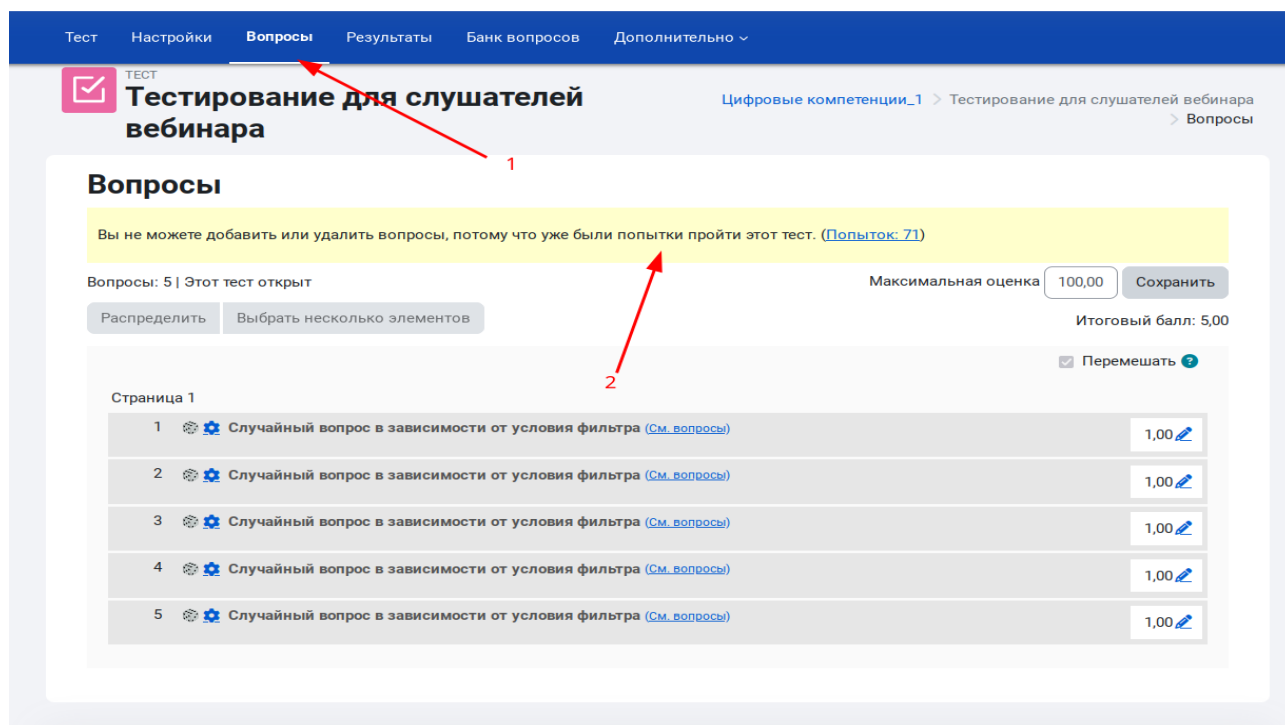 Тест Настройки Вопросы Результаты Банк вопросов Дополнительно
ТЕСТ
Тестирование для слушателей
вебинара
Цифровые компетенции_1 > Тестирование для слушателей вебинара
> Вопросы
1
Вопросы
Вы не можете добавить или удалить вопросы, потому что уже были попытки пройти этот тест. (Попыток: 71)
Вопросы: 5 | Этот тест открыт
Максимальная оценка 100,00 Сохранить
Распределить Выбрать несколько элементов
Итоговый балл: 5,00
Перемешать ?
2
Страница 1
1 Случайный вопрос в зависимости от условия фильтра (См. вопросы) 1,00
2 Случайный вопрос в зависимости от условия фильтра (См. вопросы) 1,00
3 Случайный вопрос в зависимости от условия фильтра (См. вопросы) 1,00
4 Случайный вопрос в зависимости от условия фильтра (См. вопросы) 1,00
5 Случайный вопрос в зависимости от условия фильтра (См. вопросы) 1,00